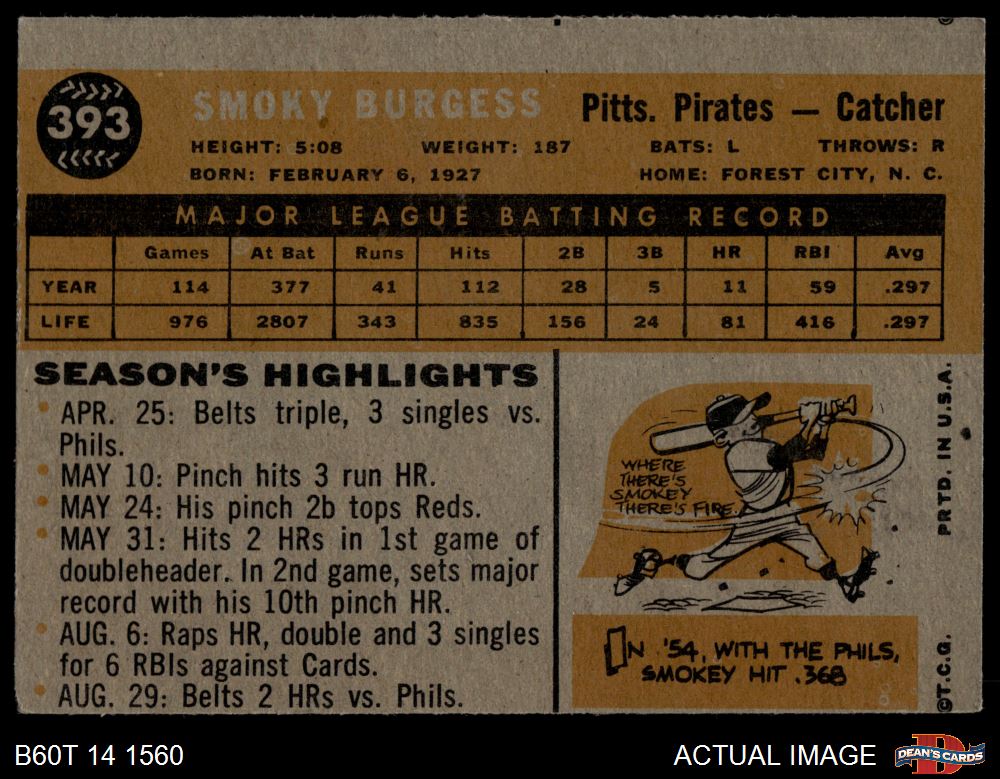 393
SMOKY BURGESS Pitts. Pirates — Catcher
HEIGHT: 5:08 WEIGHT: 187 BATS: L THROWS: R
BORN: FEBRUARY 6, 1927 HOME: FOREST CITY, N. C.
MAJOR LEAGUE BATTING RECORD
Games At Bat Runs Hits 2B 3B HR RBI Avg
YEAR 114 377 41 112 28 5 11 59 .297
LIFE 976 2807 343 835 156 24 81 416 .297
SEASON'S HIGHLIGHTS
• APR. 25: Belts triple, 3 singles vs.
Phils.
• MAY 10: Pinch hits 3 run HR.
• MAY 24: His pinch 2b tops Reds.
• MAY 31: Hits 2 HRs in 1st game of
doubleheader. In 2nd game, sets major
record with his 10th pinch HR.
• AUG. 6: Raps HR, double and 3 singles
for 6 RBIs against Cards.
• AUG. 29: Belts 2 HRs vs. Phils.
WHERE
THERE'S
SMOKEY
THERE'S FIRE.
IN '54, WITH THE PHILS,
SMOKEY HIT .368
©T.C.G. PRTD. IN U.S.A.
B60T 14 1560 ACTUAL IMAGE DEAN'S CARDS